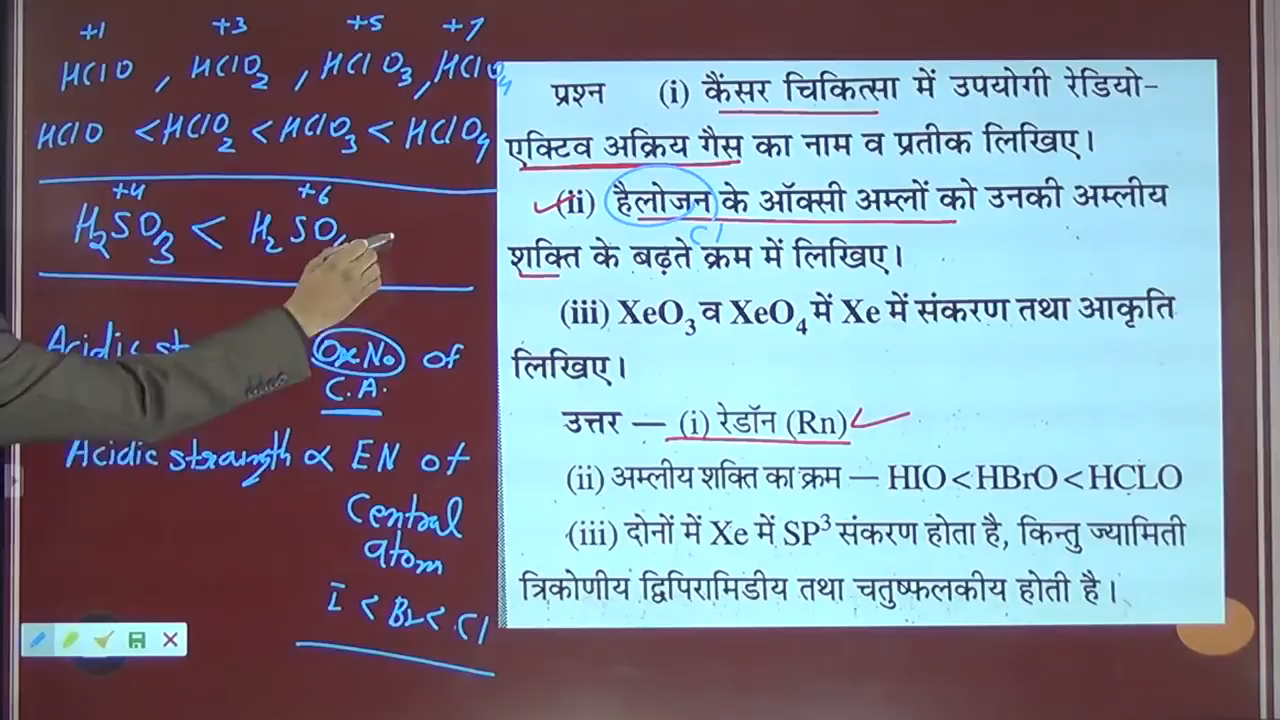 +1 +3 +5 +7
HClO , HClO2 , HClO3 , HClO4
HClO < HClO2 < HClO3 < HClO4
+4 +6
H2SO3 < H2SO4
Acidic Ox.No of
C.A.
Acidic strength ∝ EN of
Central
atom
I < Br < Cl
प्रश्न (i) कैंसर चिकित्सा में उपयोगी रेडियो-
एक्टिव अक्रिय गैस का नाम व प्रतीक लिखिए।
(ii) हैलोजन के ऑक्सी अम्लों को उनकी अम्लीय
Cl
शक्ति के बढ़ते क्रम में लिखिए।
(iii) XeO3 व XeO4 में Xe में संकरण तथा आकृति
लिखिए।
उत्तर — (i) रेडॉन (Rn)
(ii) अम्लीय शक्ति का क्रम — HIO<HBrO<HCLO
(iii) दोनों में Xe में SP³ संकरण होता है, किन्तु ज्यामिती
त्रिकोणीय द्विपिरामिडीय तथा चतुष्फलकीय होती है।